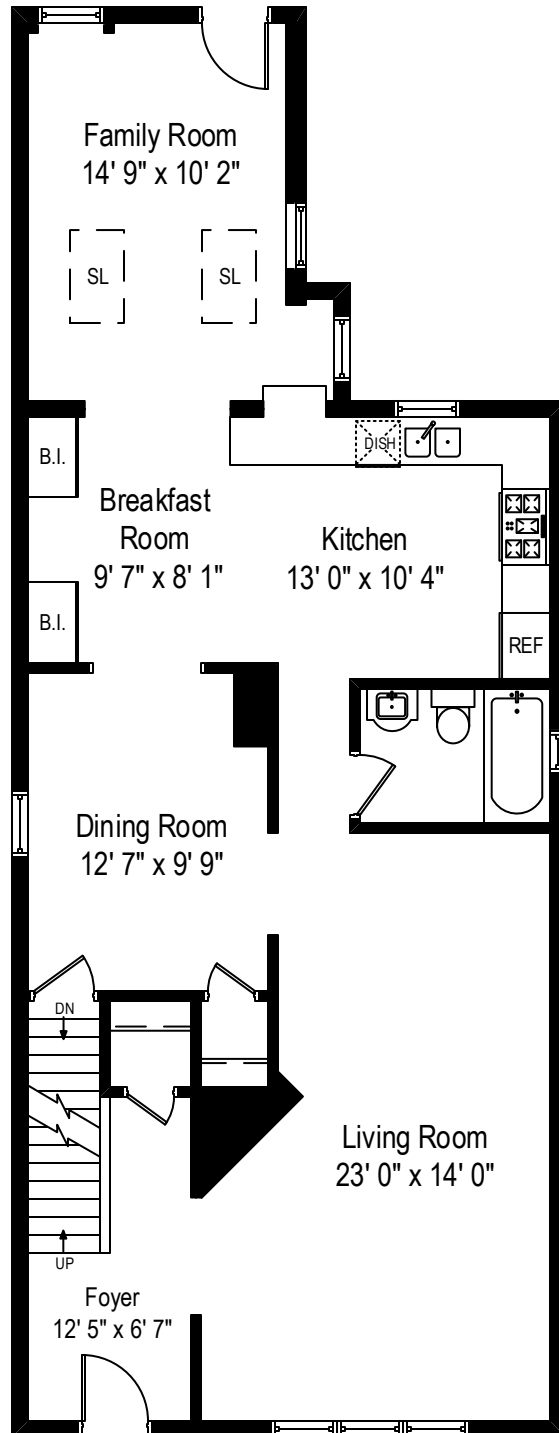 Family Room
14' 9" x 10' 2"
SL
SL
B.I.
DISH
Breakfast
Room
9' 7" x 8' 1"
Kitchen
13' 0" x 10' 4"
B.I.
REF
Dining Room
12' 7" x 9' 9"
DN
Living Room
23' 0" x 14' 0"
UP
Foyer
12' 5" x 6' 7"